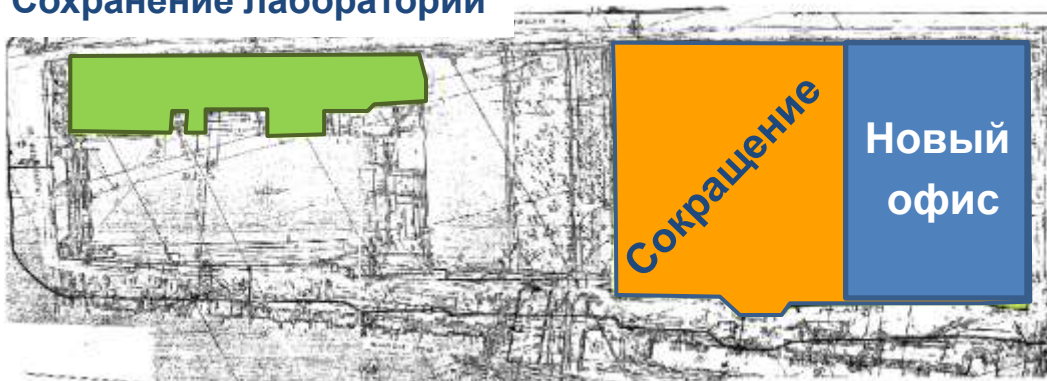 Сохранение лаборатории
Сокращение
Новый
офис